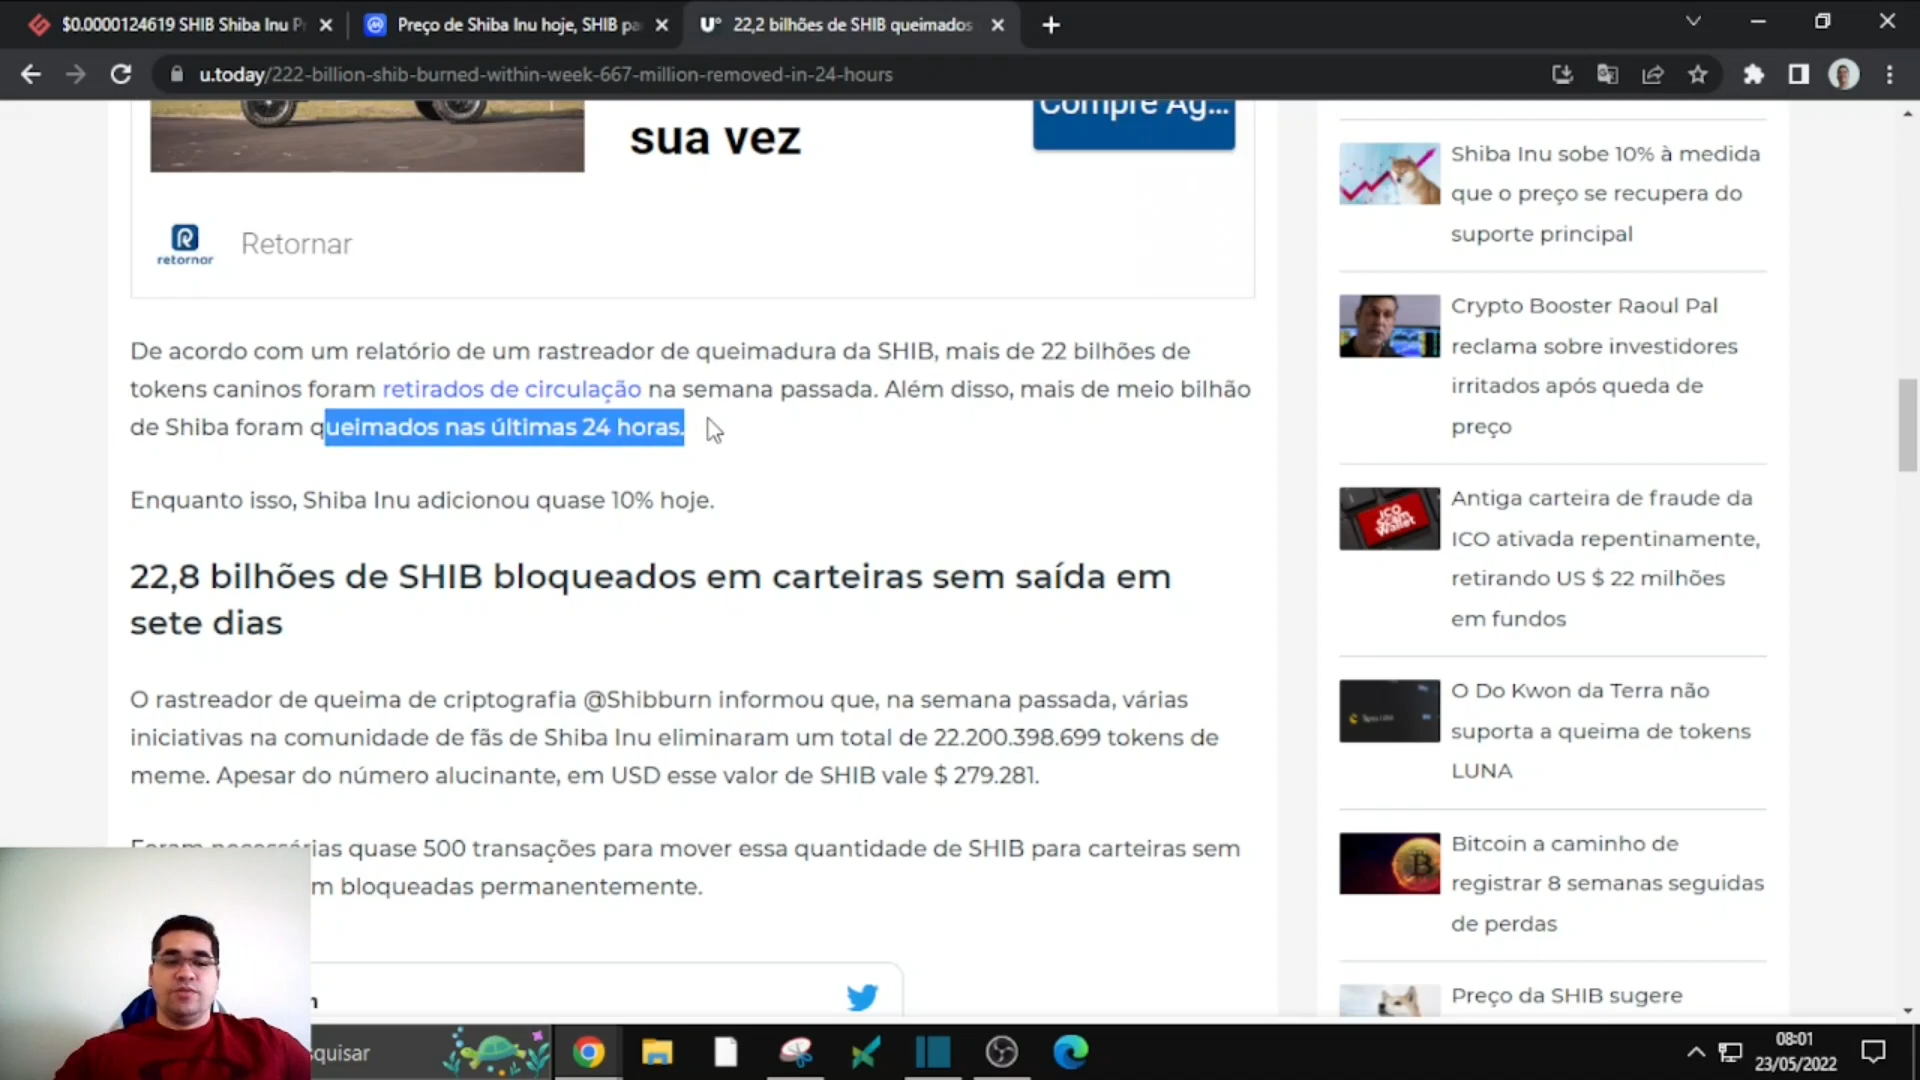 $0.0000124619 SHIB Shiba Inu P
Preço de Shiba Inu hoje, SHIB pa
U°
22,2 bilhões de SHIB queimados
u.today/222-billion-shib-burned-within-week-667-million-removed-in-24-hours
sua vez
Compre Ag...
retornor
Retornar
De acordo com um relatório de um rastreador de queimadura da SHIB, mais de 22 bilhões de
tokens caninos foram retirados de circulação na semana passada. Além disso, mais de meio bilhão
de Shiba foram queimados nas últimas 24 horas.
Enquanto isso, Shiba Inu adicionou quase 10% hoje.
22,8 bilhões de SHIB bloqueados em carteiras sem saída em
sete dias
O rastreador de queima de criptografia @Shibburn informou que, na semana passada, várias
iniciativas na comunidade de fãs de Shiba Inu eliminaram um total de 22.200.398.699 tokens de
meme. Apesar do número alucinante, em USD esse valor de SHIB vale $ 279.281.
Foram necessárias quase 500 transações para mover essa quantidade de SHIB para carteiras sem
m bloqueadas permanentemente.
n
Shiba Inu sobe 10% à medida
que o preço se recupera do
suporte principal
Crypto Booster Raoul Pal
reclama sobre investidores
irritados após queda de
preço
ICO
Scam
Wallet
Antiga carteira de fraude da
ICO ativada repentinamente,
retirando US $ 22 milhões
em fundos
O Do Kwon da Terra não
suporta a queima de tokens
LUNA
Bitcoin a caminho de
registrar 8 semanas seguidas
de perdas
Preço da SHIB sugere
squisar
08:01
23/05/2022